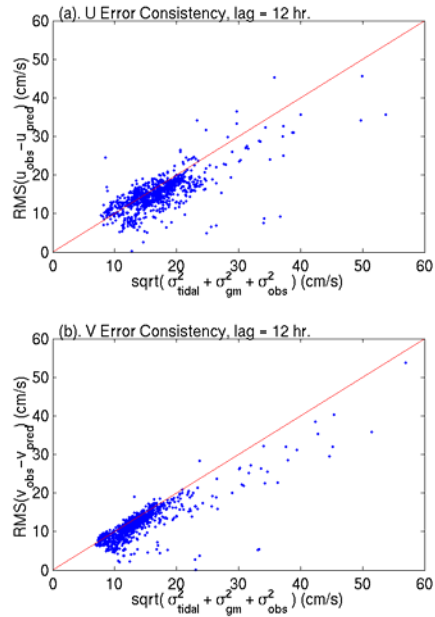 (a). U Error Consistency, lag = 12 hr.
60
50
40
30
20
10
0
RMS(u_obs−u_pred) (cm/s)
0 10 20 30 40 50 60
sqrt( σ²_tidal + σ²_gm + σ²_obs ) (cm/s)
(b). V Error Consistency, lag = 12 hr.
60
50
40
30
20
10
0
RMS(v_obs−v_pred) (cm/s)
0 10 20 30 40 50 60
sqrt( σ²_tidal + σ²_gm + σ²_obs ) (cm/s)